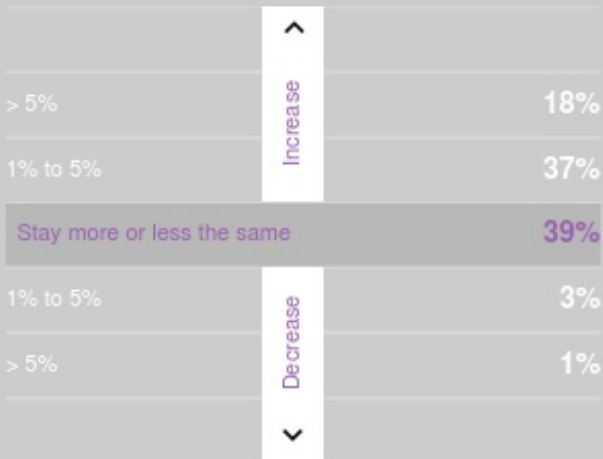 > 5% 18%
Increase
1% to 5% 37%
Stay more or less the same 39%
1% to 5% 3%
Decrease
> 5% 1%